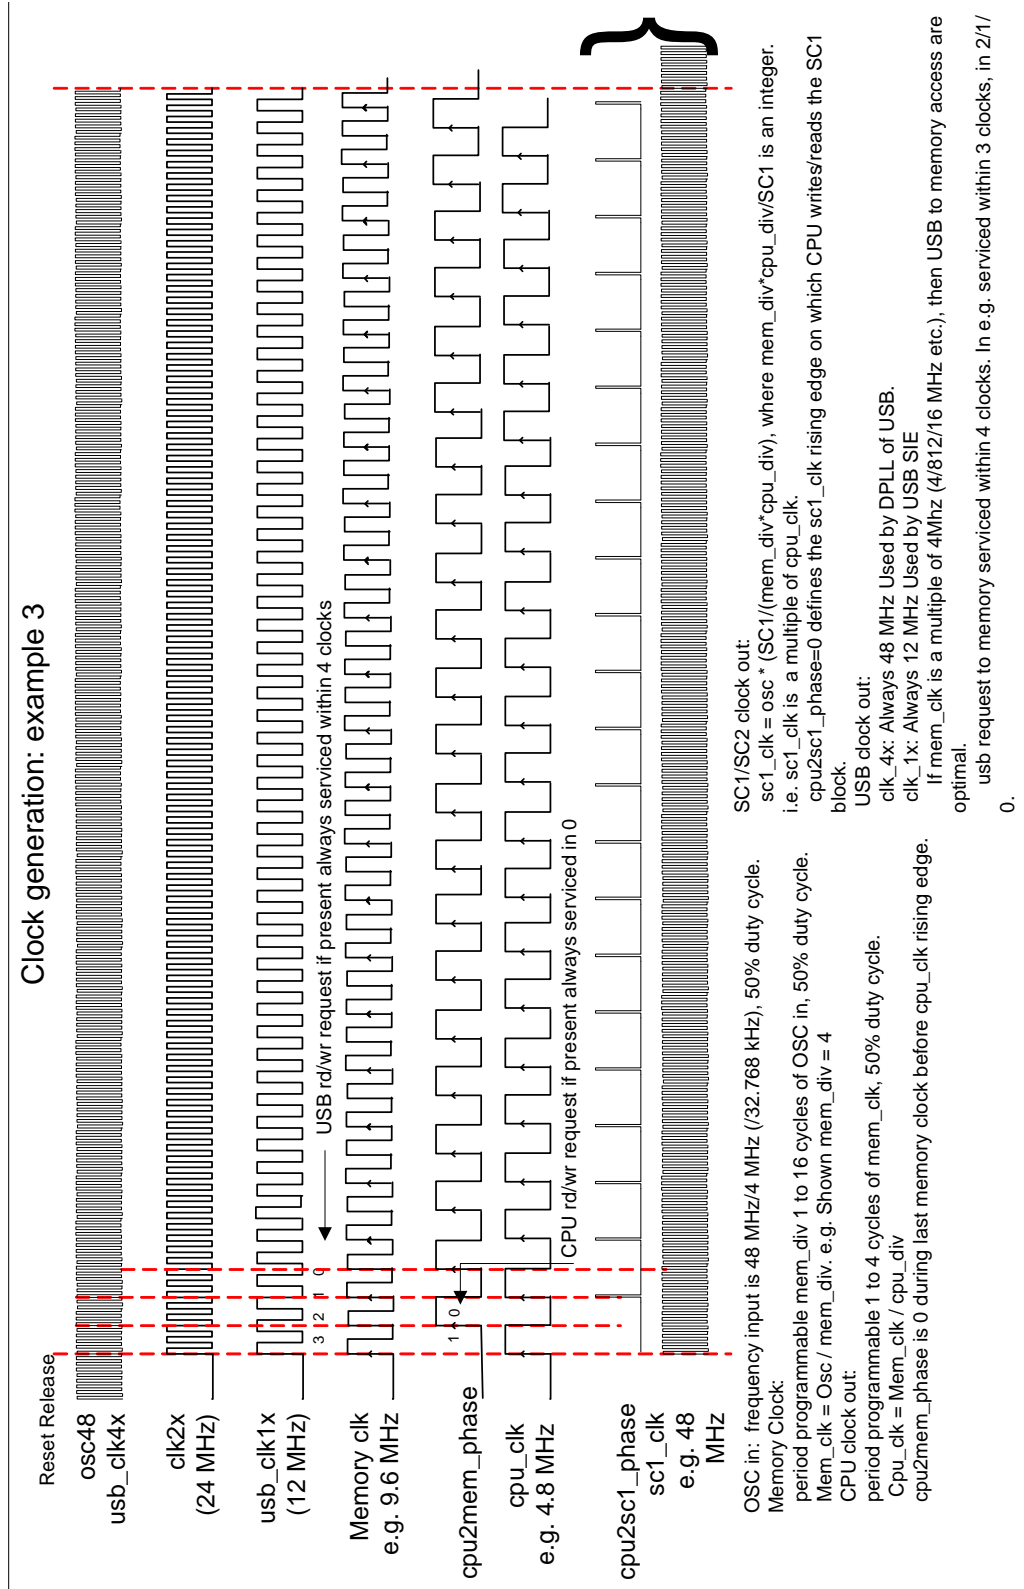 Clock generation: example 3
Reset Release
osc48
usb_clk4x
clk2x
(24 MHz)
usb_clk1x
(12 MHz)
3 2 1 0
USB rd/wr request if present always serviced within 4 clocks
Memory clk
e.g. 9.6 MHz
cpu2mem_phase
1 0
cpu_clk
e.g. 4.8 MHz
CPU rd/wr request if present always serviced in 0
cpu2sc1_phase
sc1_clk
e.g. 48
MHz
OSC in: frequency input is 48 MHz/4 MHz (/32.768 kHz), 50% duty cycle.
Memory Clock:
period programmable mem_div 1 to 16 cycles of OSC in, 50% duty cycle.
Mem_clk = Osc / mem_div. e.g. Shown mem_div = 4
CPU clock out:
period programmable 1 to 4 cycles of mem_clk, 50% duty cycle.
Cpu_clk = Mem_clk / cpu_div
cpu2mem_phase is 0 during last memory clock before cpu_clk rising edge.
SC1/SC2 clock out:
sc1_clk = osc * (SC1/(mem_div*cpu_div), where mem_div*cpu_div/SC1 is an integer.
i.e. sc1_clk is a multiple of cpu_clk.
cpu2sc1_phase=0 defines the sc1_clk rising edge on which CPU writes/reads the SC1
block.
USB clock out:
clk_4x: Always 48 MHz Used by DPLL of USB.
clk_1x: Always 12 MHz Used by USB SIE
If mem_clk is a multiple of 4Mhz (4/812/16 MHz etc.), then USB to memory access are
optimal.
usb request to memory serviced within 4 clocks. In e.g. serviced within 3 clocks, in 2/1/
0.